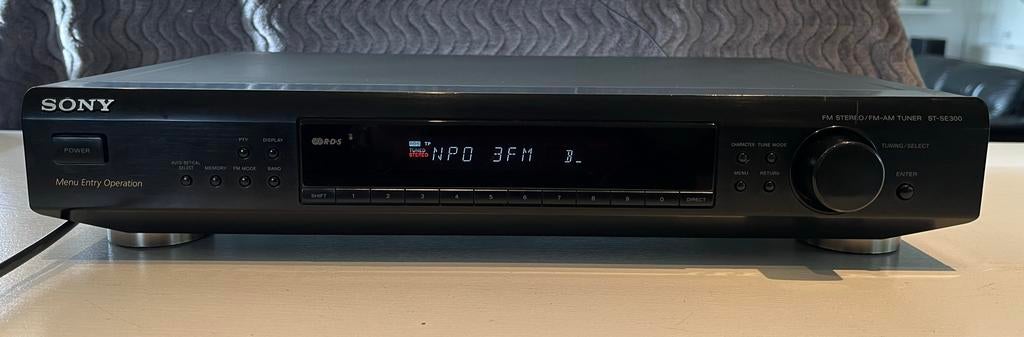 SONY
FM STEREO/FM-AM TUNER ST-SE300
POWER
PTY DISPLAY
AUTO-BETICAL SELECT MEMORY FM MODE BAND
Menu Entry Operation
R·D·S
RDS TP
TUNED
STEREO
NPO 3FM B_
SHIFT 1 2 3 4 5 6 7 8 9 0 DIRECT
CHARACTER TUNE MODE
MENU RETURN
TUNING/SELECT
ENTER